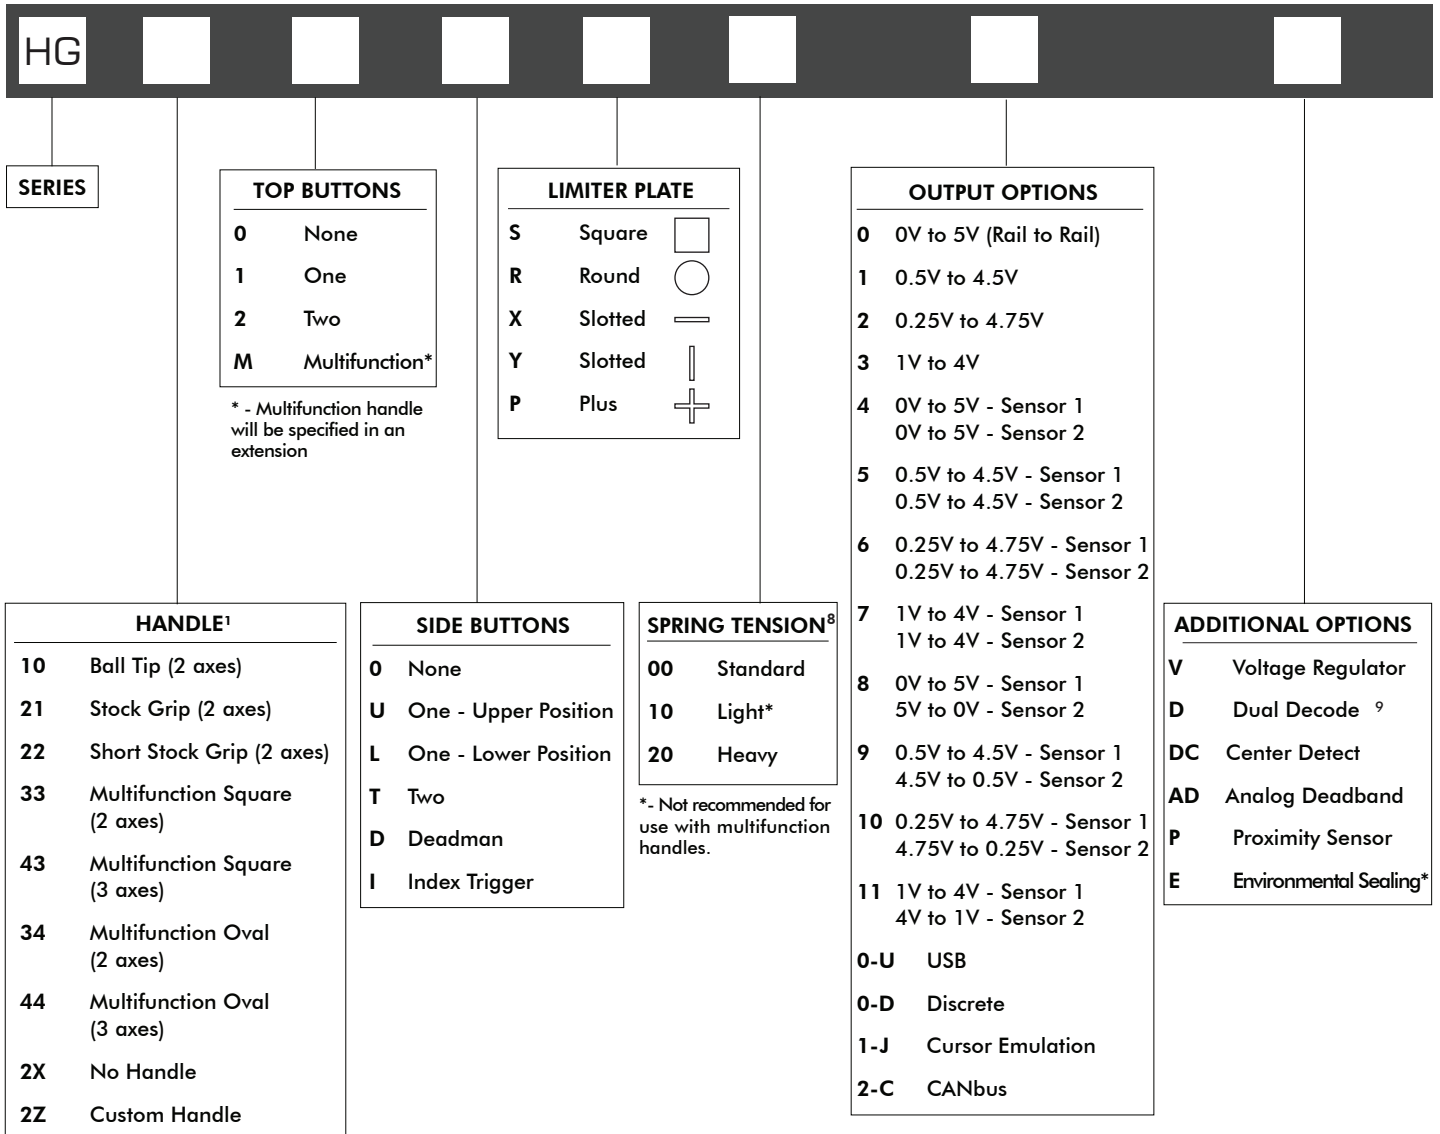 HG
SERIES
TOP BUTTONS
0 None
1 One
2 Two
M Multifunction*
* - Multifunction handle
will be specified in an
extension
LIMITER PLATE
S Square
R Round
X Slotted
Y Slotted
P Plus
OUTPUT OPTIONS
0 0V to 5V (Rail to Rail)
1 0.5V to 4.5V
2 0.25V to 4.75V
3 1V to 4V
4 0V to 5V - Sensor 1
0V to 5V - Sensor 2
5 0.5V to 4.5V - Sensor 1
0.5V to 4.5V - Sensor 2
6 0.25V to 4.75V - Sensor 1
0.25V to 4.75V - Sensor 2
7 1V to 4V - Sensor 1
1V to 4V - Sensor 2
8 0V to 5V - Sensor 1
5V to 0V - Sensor 2
9 0.5V to 4.5V - Sensor 1
4.5V to 0.5V - Sensor 2
10 0.25V to 4.75V - Sensor 1
4.75V to 0.25V - Sensor 2
11 1V to 4V - Sensor 1
4V to 1V - Sensor 2
0-U USB
0-D Discrete
1-J Cursor Emulation
2-C CANbus
HANDLE¹
10 Ball Tip (2 axes)
21 Stock Grip (2 axes)
22 Short Stock Grip (2 axes)
33 Multifunction Square
(2 axes)
43 Multifunction Square
(3 axes)
34 Multifunction Oval
(2 axes)
44 Multifunction Oval
(3 axes)
2X No Handle
2Z Custom Handle
SIDE BUTTONS
0 None
U One - Upper Position
L One - Lower Position
T Two
D Deadman
I Index Trigger
SPRING TENSION⁸
00 Standard
10 Light*
20 Heavy
*- Not recommended for
use with multifunction
handles.
ADDITIONAL OPTIONS
V Voltage Regulator
D Dual Decode ⁹
DC Center Detect
AD Analog Deadband
P Proximity Sensor
E Environmental Sealing*